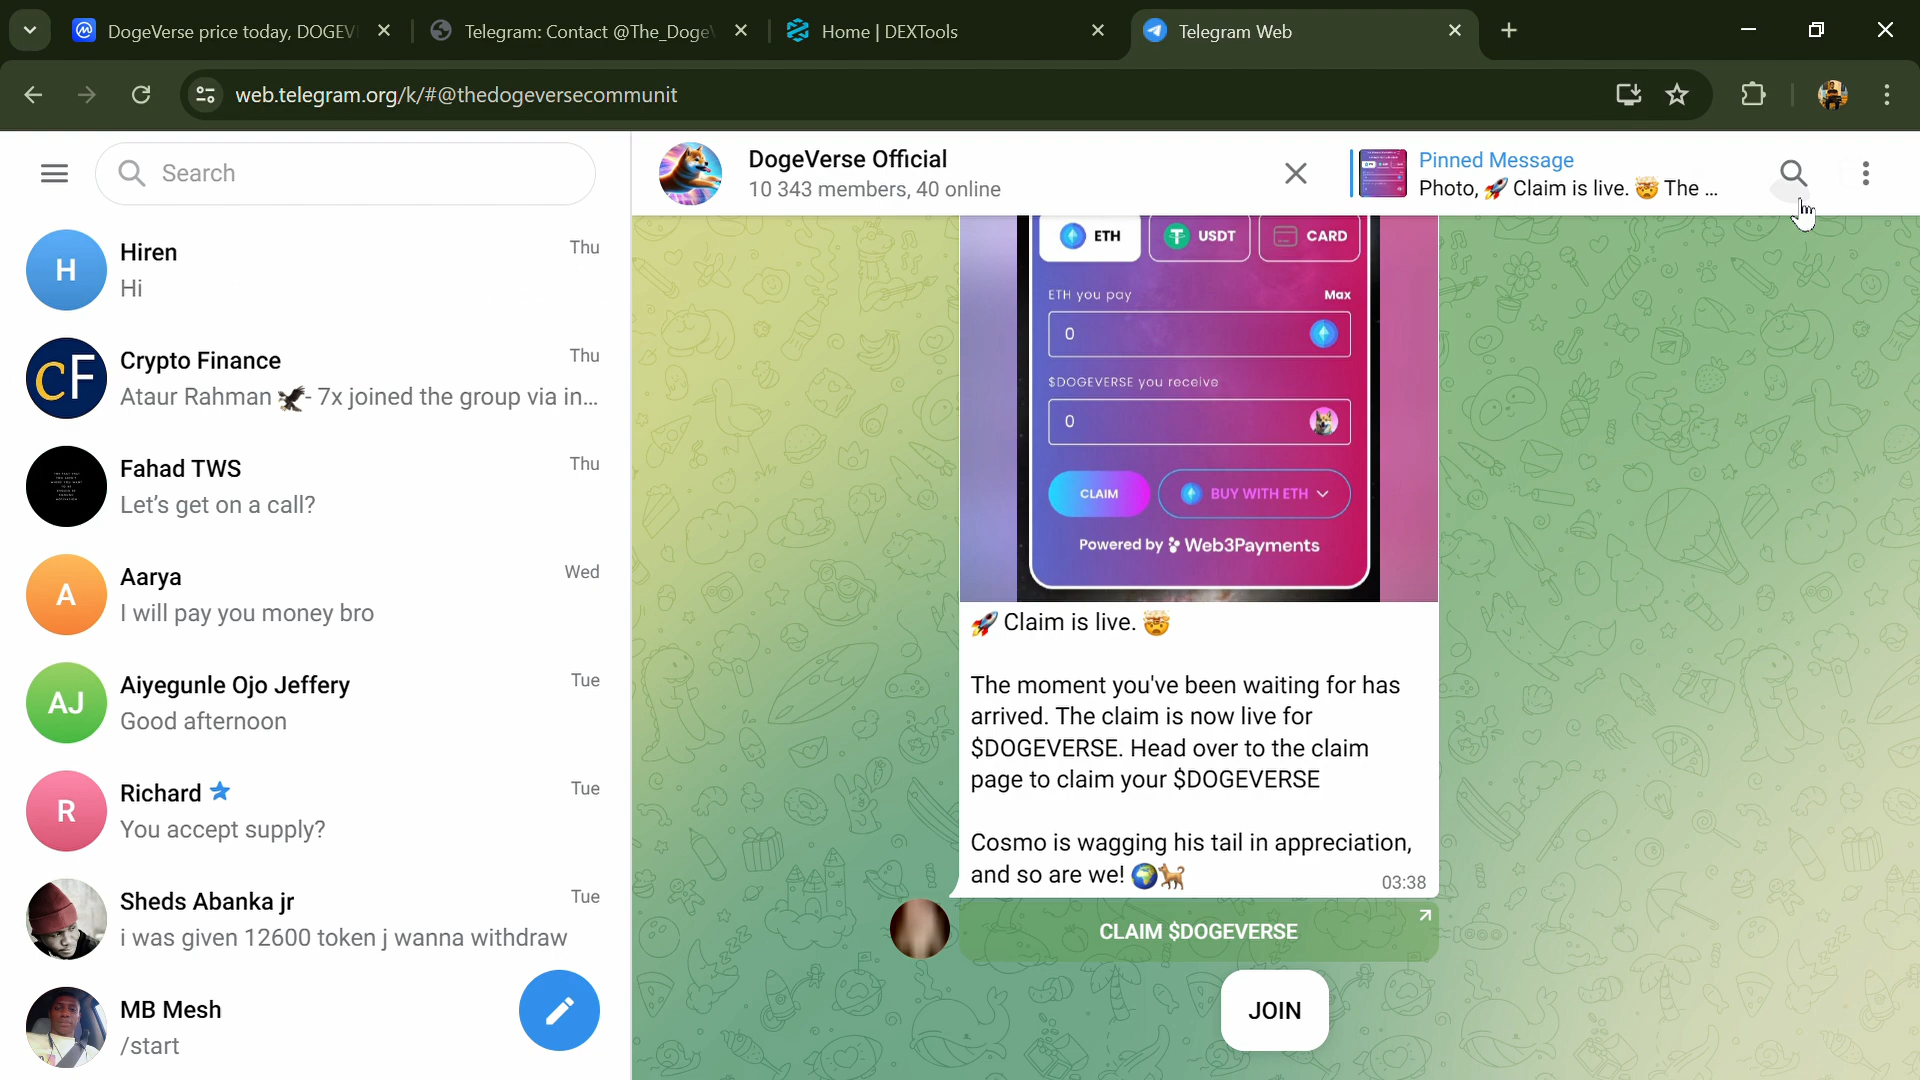 DogeVerse price today, DOGEV
Telegram: Contact @The_Doge
Home | DEXTools
Telegram Web
web.telegram.org/k/#@thedogeversecommunit
Search
Hiren
Thu
Hi
Crypto Finance
Thu
Ataur Rahman 🦅- 7x joined the group via in...
Fahad TWS
Thu
Let's get on a call?
Aarya
Wed
I will pay you money bro
Aiyegunle Ojo Jeffery
Tue
Good afternoon
Richard
Tue
You accept supply?
Sheds Abanka jr
Tue
i was given 12600 token j wanna withdraw
MB Mesh
/start
H
CF
A
AJ
R
DogeVerse Official
10 343 members, 40 online
Pinned Message
Photo, 🚀 Claim is live. 🤯 The ...
ETH
USDT
CARD
ETH you pay
Max
0
$DOGEVERSE you receive
0
CLAIM
BUY WITH ETH
Powered by Web3Payments
🚀 Claim is live. 🤯
The moment you've been waiting for has
arrived. The claim is now live for
$DOGEVERSE. Head over to the claim
page to claim your $DOGEVERSE
Cosmo is wagging his tail in appreciation,
and so are we! 🌍🐕
03:38
CLAIM $DOGEVERSE
JOIN